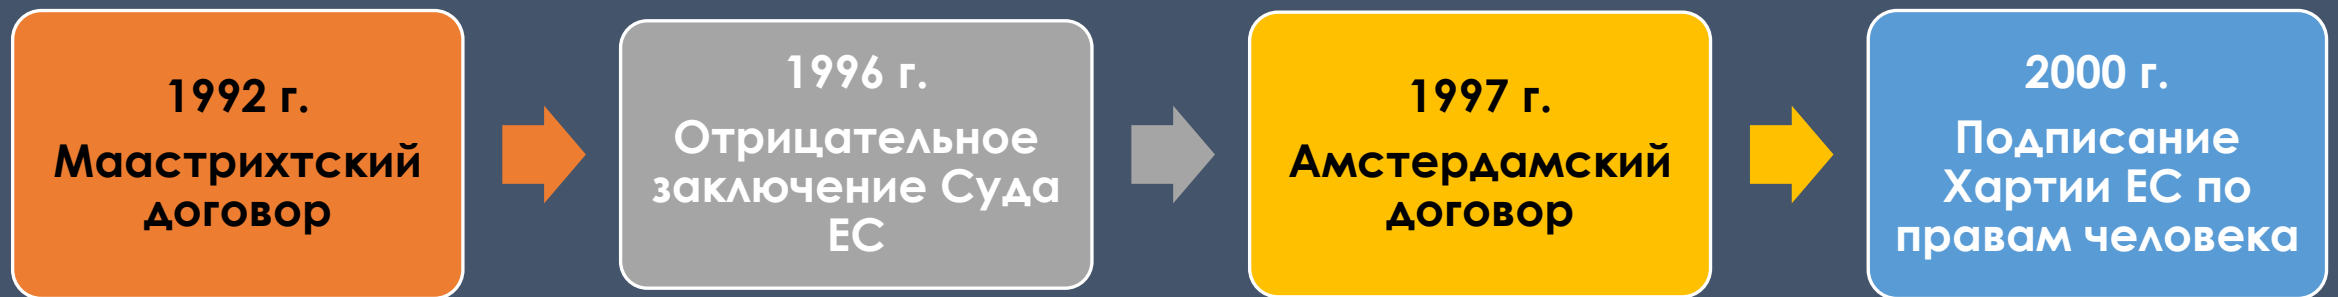 1992 г.
Маастрихтский
договор
1996 г.
Отрицательное
заключение Суда
ЕС
1997 г.
Амстердамский
договор
2000 г.
Подписание
Хартии ЕС по
правам человека